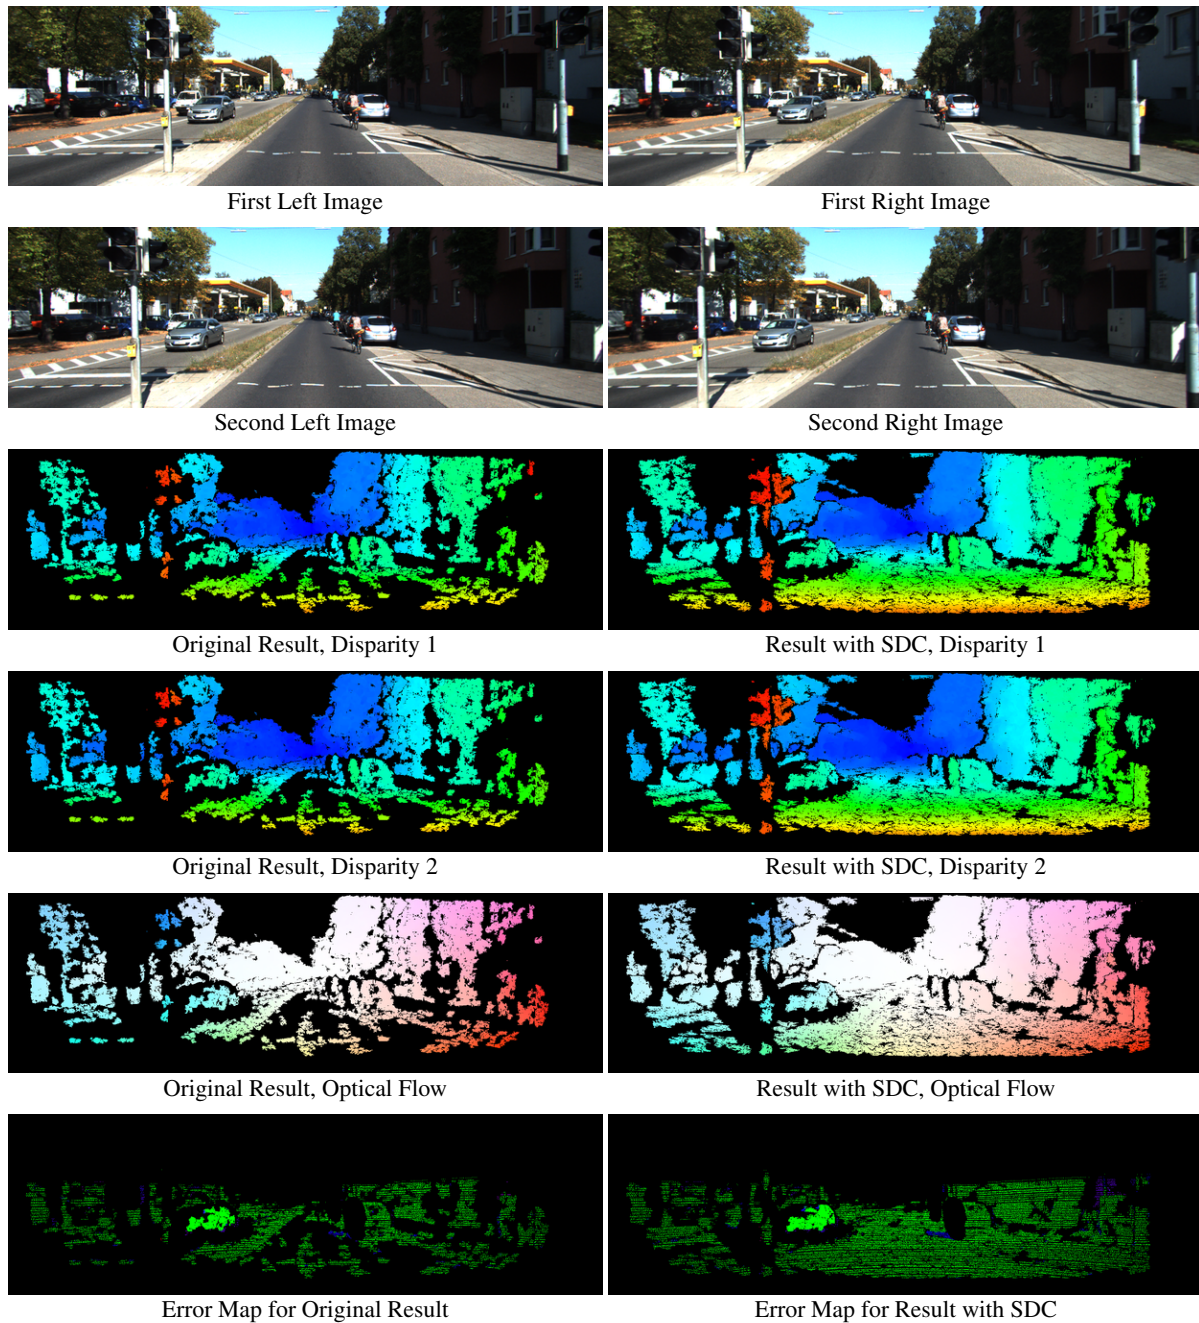 First Left Image
First Right Image
Second Left Image
Second Right Image
Original Result, Disparity 1
Result with SDC, Disparity 1
Original Result, Disparity 2
Result with SDC, Disparity 2
Original Result, Optical Flow
Result with SDC, Optical Flow
Error Map for Original Result
Error Map for Result with SDC